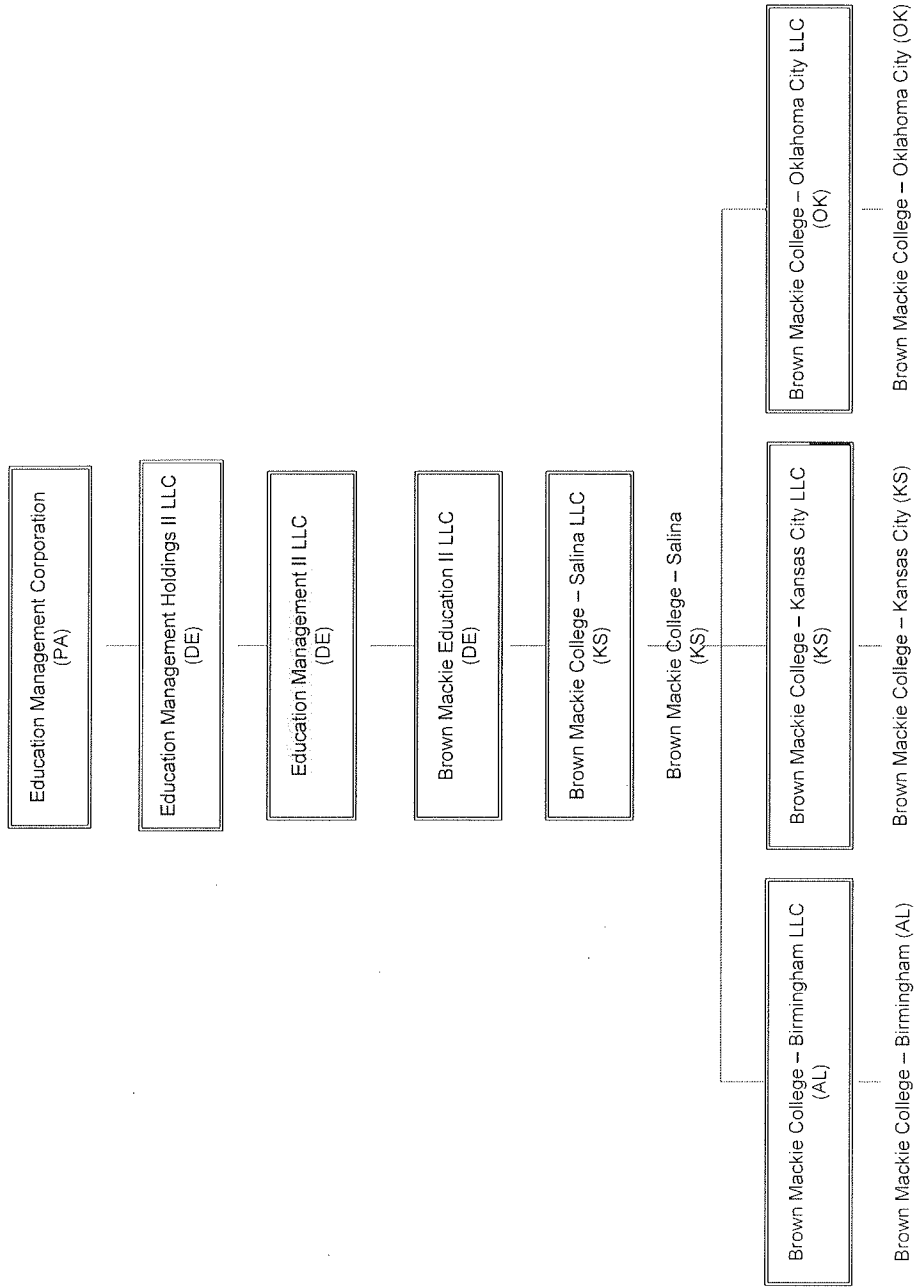 Education Management Corporation
(PA)
Education Management Holdings II LLC
(DE)
Education Management II LLC
(DE)
Brown Mackie Education II LLC
(DE)
Brown Mackie College – Salina LLC
(KS)
Brown Mackie College – Salina
(KS)
Brown Mackie College – Birmingham LLC
(AL)
Brown Mackie College – Kansas City LLC
(KS)
Brown Mackie College – Oklahoma City LLC
(OK)
Brown Mackie College – Birmingham (AL)
Brown Mackie College – Kansas City (KS)
Brown Mackie College – Oklahoma City (OK)